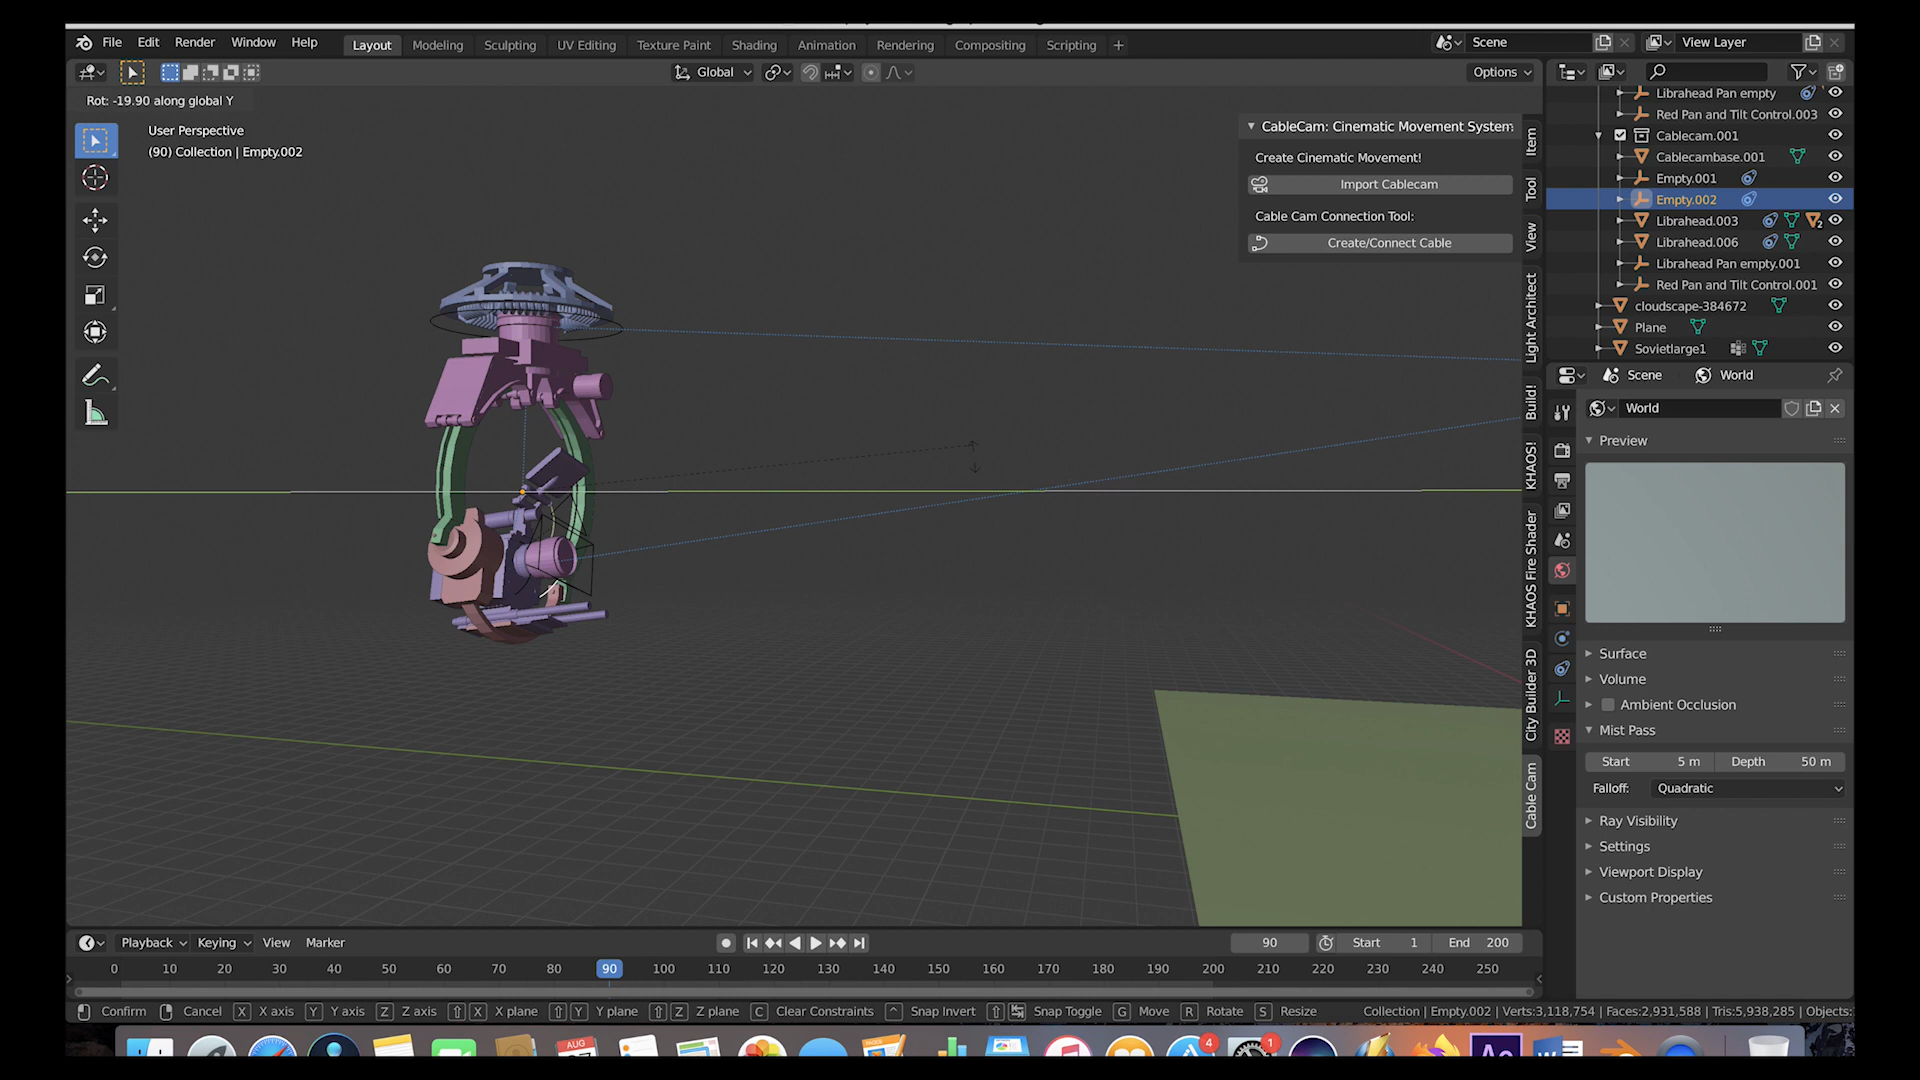 File Edit Render Window Help Layout Modeling Sculpting UV Editing Texture Paint Shading Animation Rendering Compositing Scripting + Scene View Layer
Global Options
Rot: -19.90 along global Y
User Perspective
(90) Collection | Empty.002
CableCam: Cinematic Movement System
Create Cinematic Movement!
Import Cablecam
Cable Cam Connection Tool:
Create/Connect Cable
Item
Tool
View
Light Architect
Build!
KHAOS!
KHAOS Fire Shader
City Builder 3D
Cable Cam
Librahead Pan empty
Red Pan and Tilt Control.003
Cablecam.001
Cablecambase.001
Empty.001
Empty.002
Librahead.003 2
Librahead.006
Librahead Pan empty.001
Red Pan and Tilt Control.001
cloudscape-384672
Plane
Sovietlarge1
Scene World
World
Preview
Surface
Volume
Ambient Occlusion
Mist Pass
Start 5 m Depth 50 m
Falloff: Quadratic
Ray Visibility
Settings
Viewport Display
Custom Properties
Playback Keying View Marker 90 Start 1 End 200
0 10 20 30 40 50 60 70 80 90 100 110 120 130 140 150 160 170 180 190 200 210 220 230 240 250
Confirm Cancel X X axis Y Y axis Z Z axis X X plane Y Y plane Z Z plane C Clear Constraints ^ Snap Invert Snap Toggle G Move R Rotate S Resize Collection | Empty.002 | Verts:3,118,754 | Faces:2,931,588 | Tris:5,938,285 | Objects:
AUG 4 1 Ae W